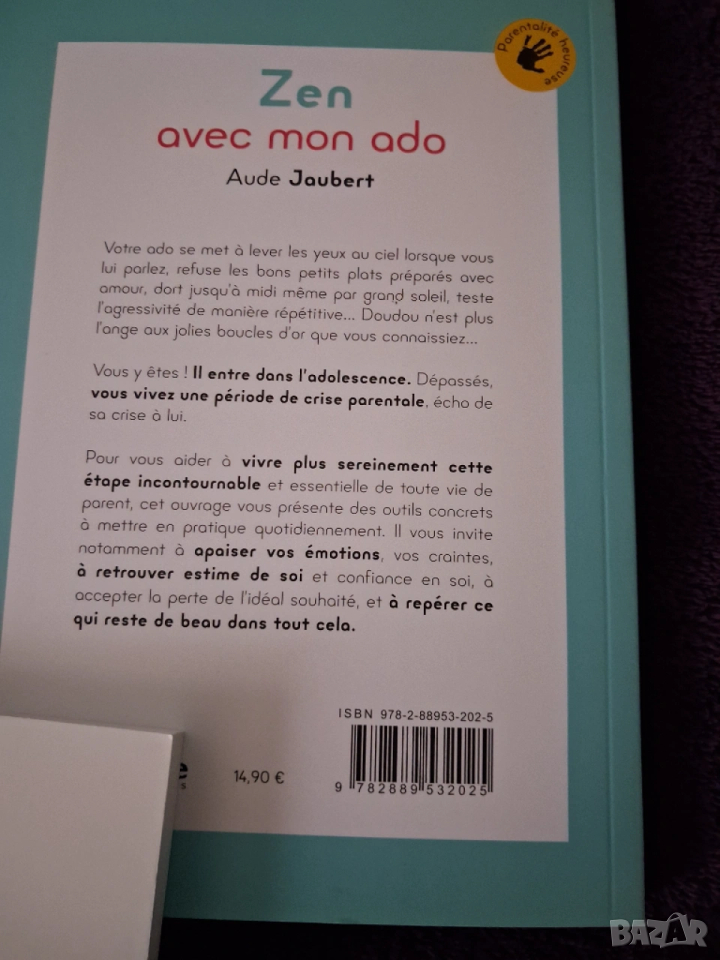 Parentalité heureuse
Zen
avec mon ado
Aude Jaubert
Votre ado se met à lever les yeux au ciel lorsque vous
lui parlez, refuse les bons petits plats préparés avec
amour, dort jusqu'à midi même par grand soleil, teste
l'agressivité de manière répétitive... Doudou n'est plus
l'ange aux jolies boucles d'or que vous connaissiez...
Vous y êtes ! Il entre dans l'adolescence. Dépassés,
vous vivez une période de crise parentale, écho de
sa crise à lui.
Pour vous aider à vivre plus sereinement cette
étape incontournable et essentielle de toute vie de
parent, cet ouvrage vous présente des outils concrets
à mettre en pratique quotidiennement. Il vous invite
notamment à apaiser vos émotions, vos craintes,
à retrouver estime de soi et confiance en soi, à
accepter la perte de l'idéal souhaité, et à repérer ce
qui reste de beau dans tout cela.
ISBN 978-2-88953-202-5
14,90 €
9 782889 532025
BAZAR